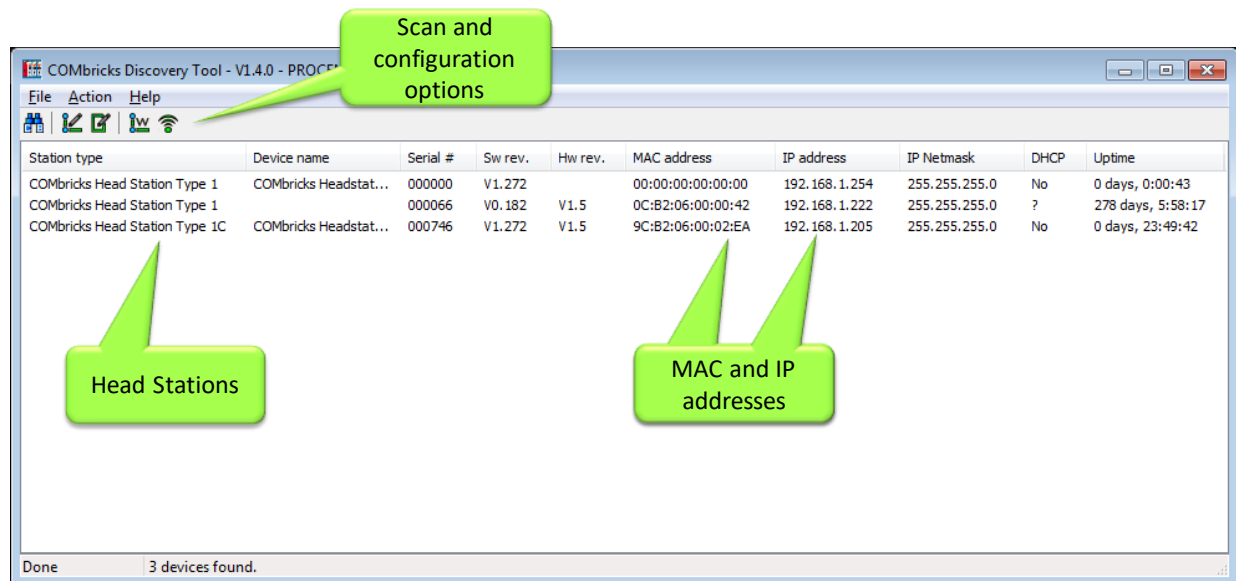 Scan and
configuration
options
COMbricks Discovery Tool - V1.4.0 - PROCE
File Action Help
Station type Device name Serial # Sw rev. Hw rev. MAC address IP address IP Netmask DHCP Uptime
COMbricks Head Station Type 1 COMbricks Headstat... 000000 V1.272 00:00:00:00:00:00 192.168.1.254 255.255.255.0 No 0 days, 0:00:43
COMbricks Head Station Type 1 000066 V0.182 V1.5 0C:B2:06:00:00:42 192.168.1.222 255.255.255.0 ? 278 days, 5:58:17
COMbricks Head Station Type 1C COMbricks Headstat... 000746 V1.272 V1.5 9C:B2:06:00:02:EA 192.168.1.205 255.255.255.0 No 0 days, 23:49:42
Head Stations
MAC and IP
addresses
Done 3 devices found.